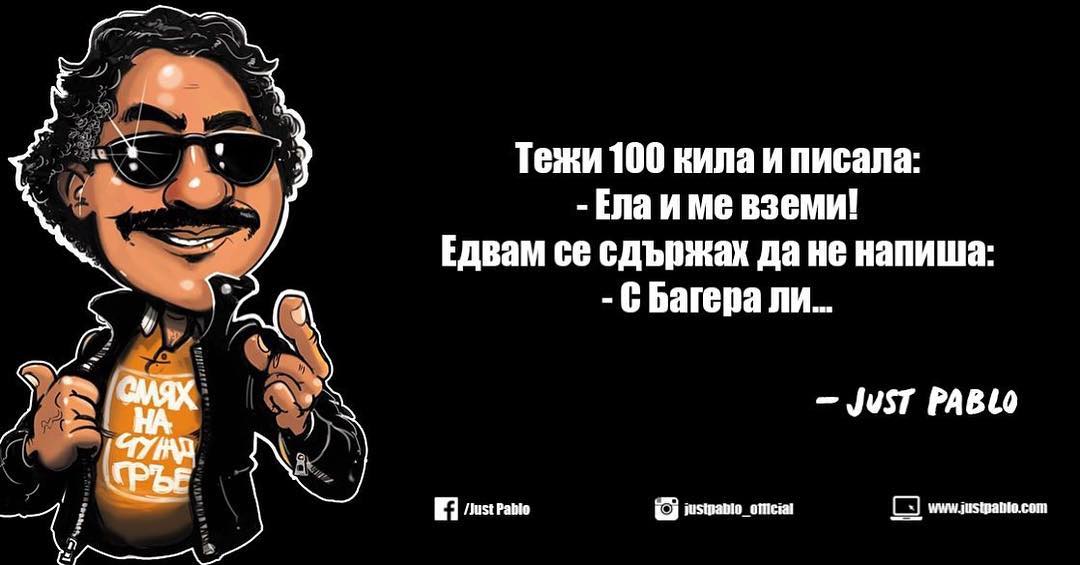 Тежи 100 кила и писала:
- Ела и ме вземи!
Едвам се сдържах да не напиша:
- С Багера ли...
– JUST PABLO
СМЯХ
НА
ЧУЖД
ГРЪБ
/Just Pablo
justpablo_official
www.justpablo.com